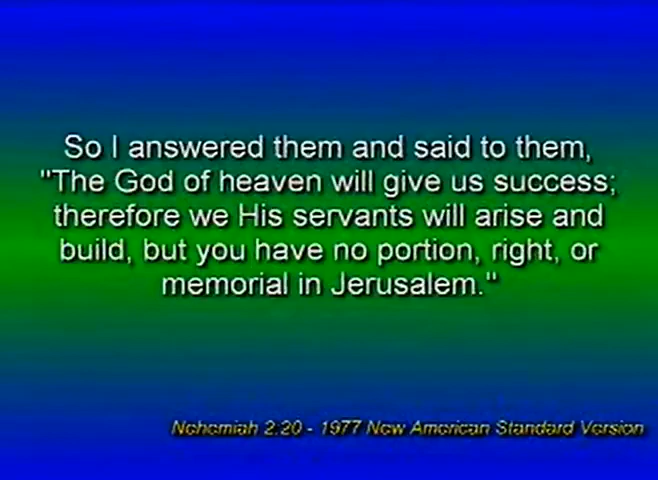 So I answered them and said to them,
"The God of heaven will give us success;
therefore we His servants will arise and
build, but you have no portion, right, or
memorial in Jerusalem."
Nehemiah 2:20 - 1977 New American Standard Version